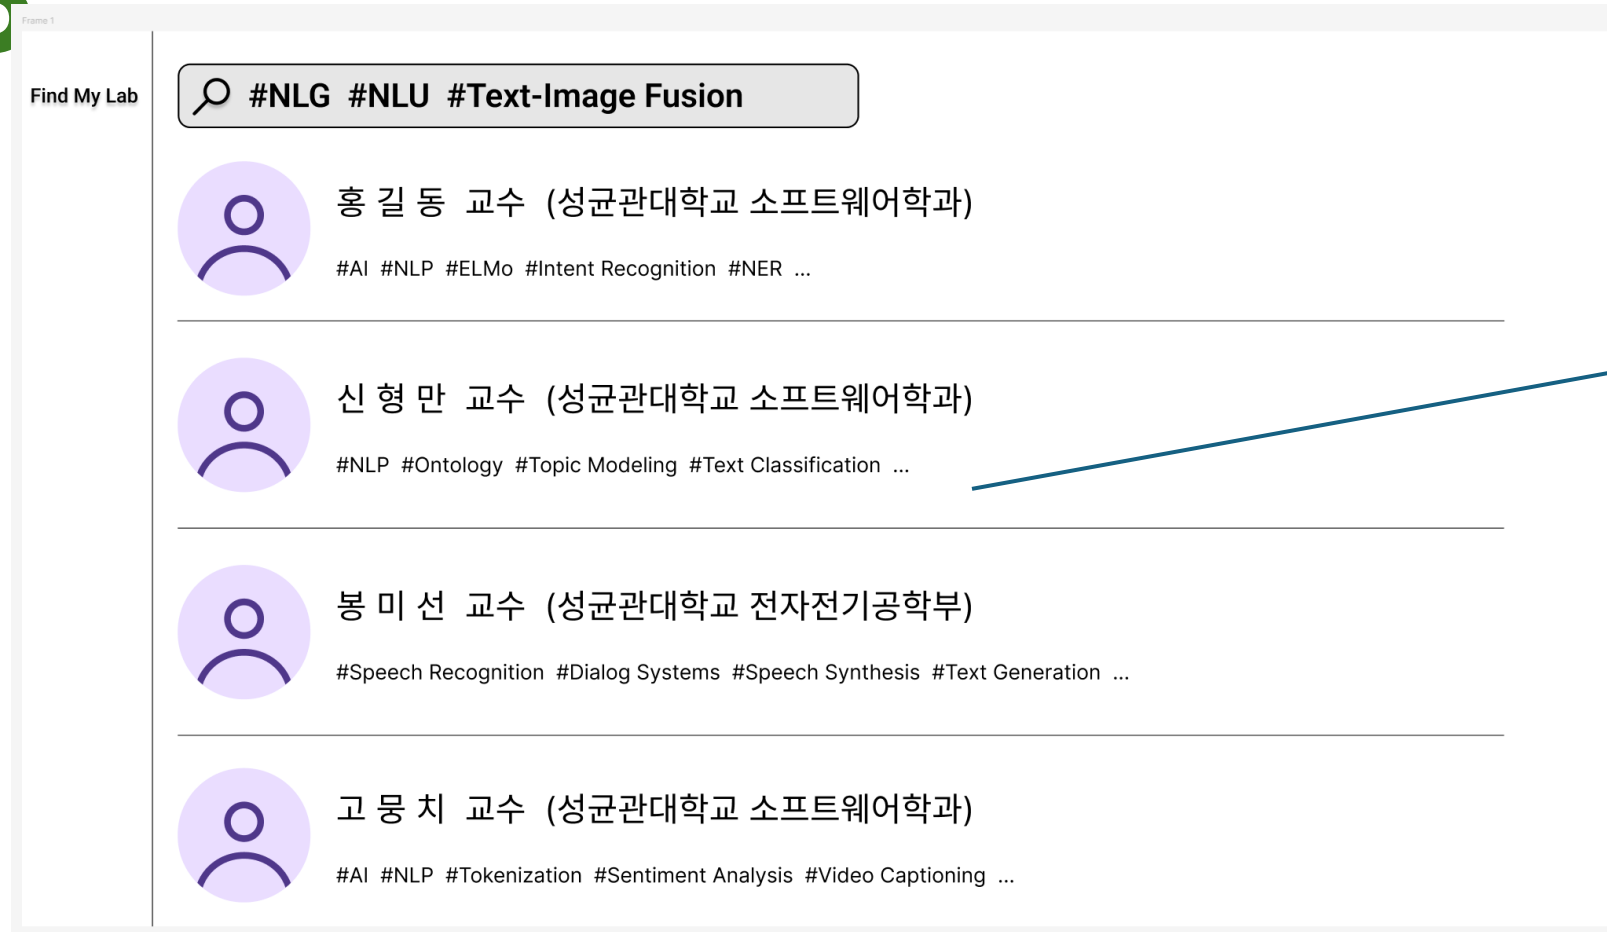 Frame 1
Find My Lab
#NLG #NLU #Text-Image Fusion
홍 길 동 교수 (성균관대학교 소프트웨어학과)
#AI #NLP #ELMo #Intent Recognition #NER ...
신 형 만 교수 (성균관대학교 소프트웨어학과)
#NLP #Ontology #Topic Modeling #Text Classification ...
봉 미 선 교수 (성균관대학교 전자전기공학부)
#Speech Recognition #Dialog Systems #Speech Synthesis #Text Generation ...
고 뭉 치 교수 (성균관대학교 소프트웨어학과)
#AI #NLP #Tokenization #Sentiment Analysis #Video Captioning ...